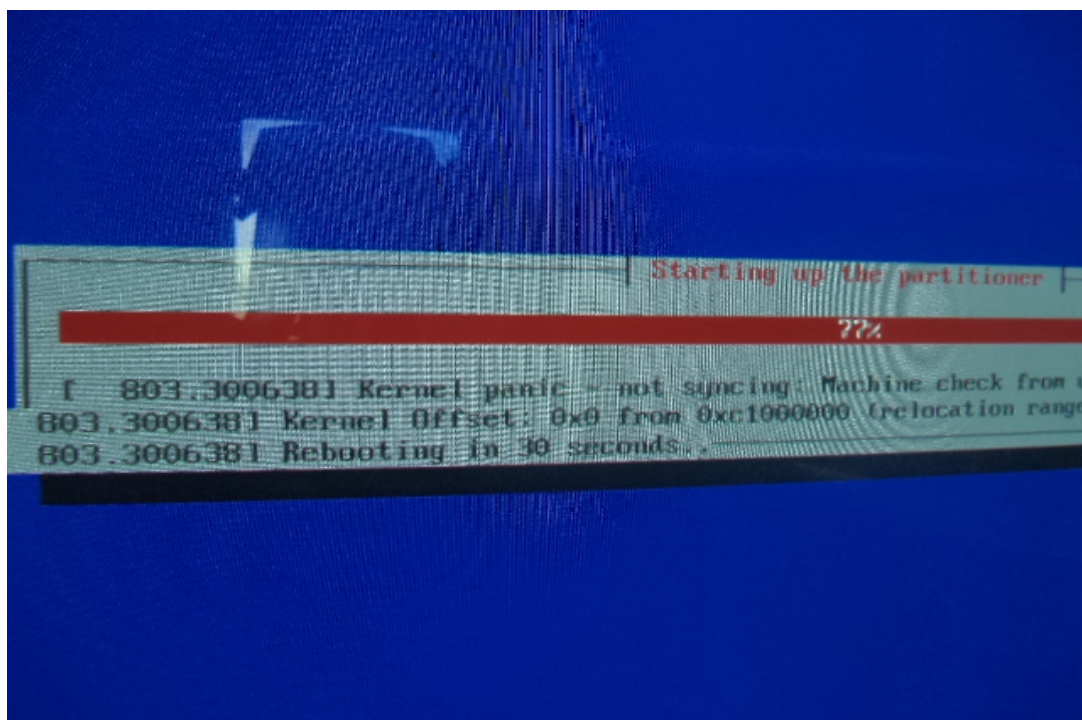 Starting up the partitioner
77%
[ 803.300638] Kernel panic - not syncing: Machine check from
803.300638] Kernel Offset: 0x0 from 0xc1000000 (relocation range
803.300638] Rebooting in 30 seconds..